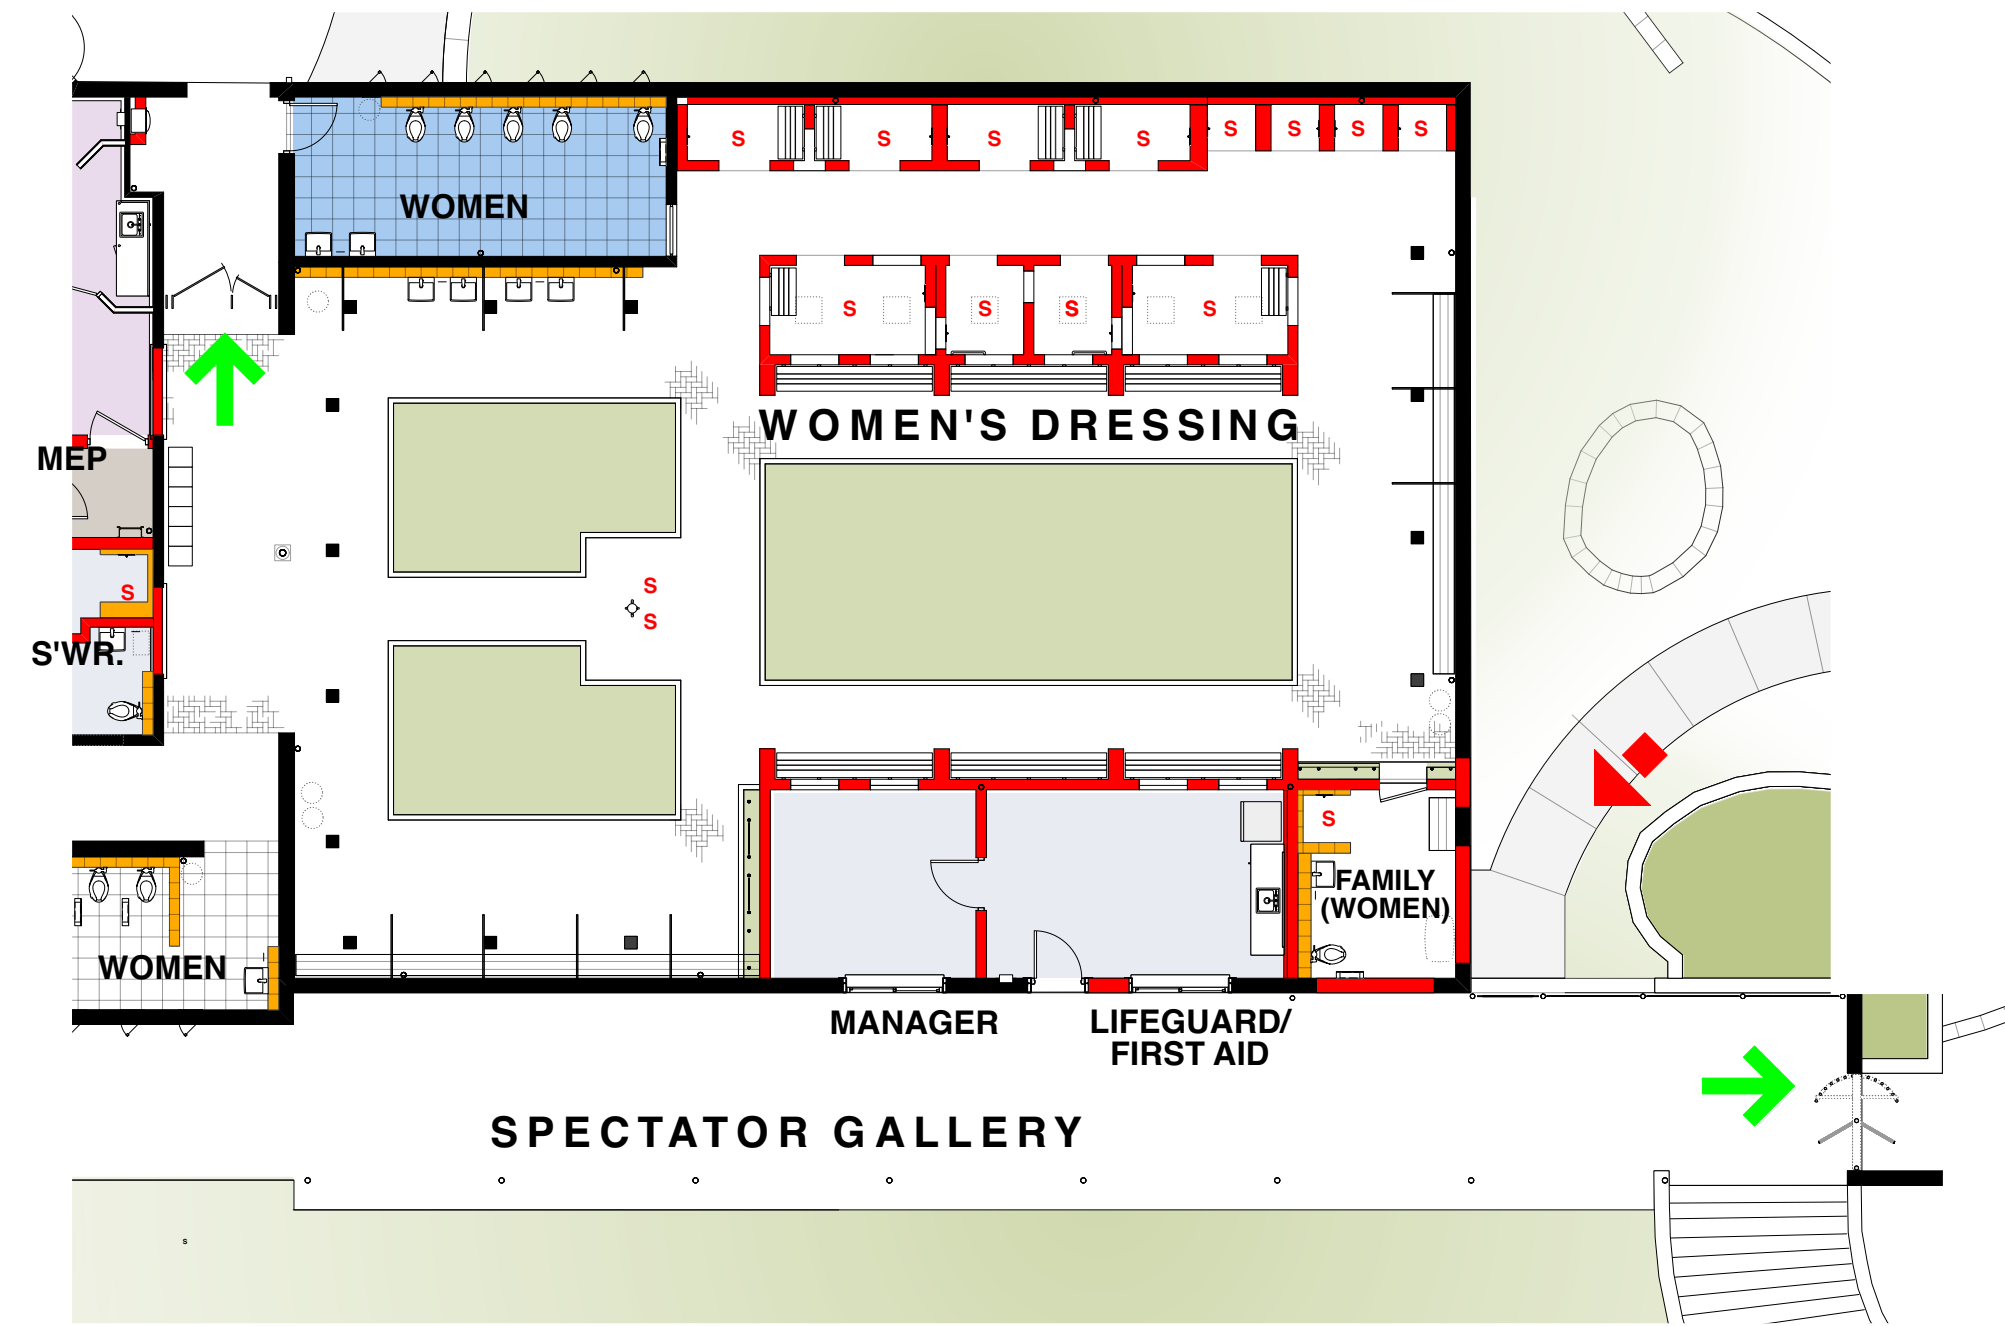 S S S S S S S S
WOMEN
S S S S
WOMEN'S DRESSING
MEP
S
S
S
S'WR.
S
FAMILY
(WOMEN)
WOMEN
MANAGER
LIFEGUARD/
FIRST AID
SPECTATOR GALLERY
s